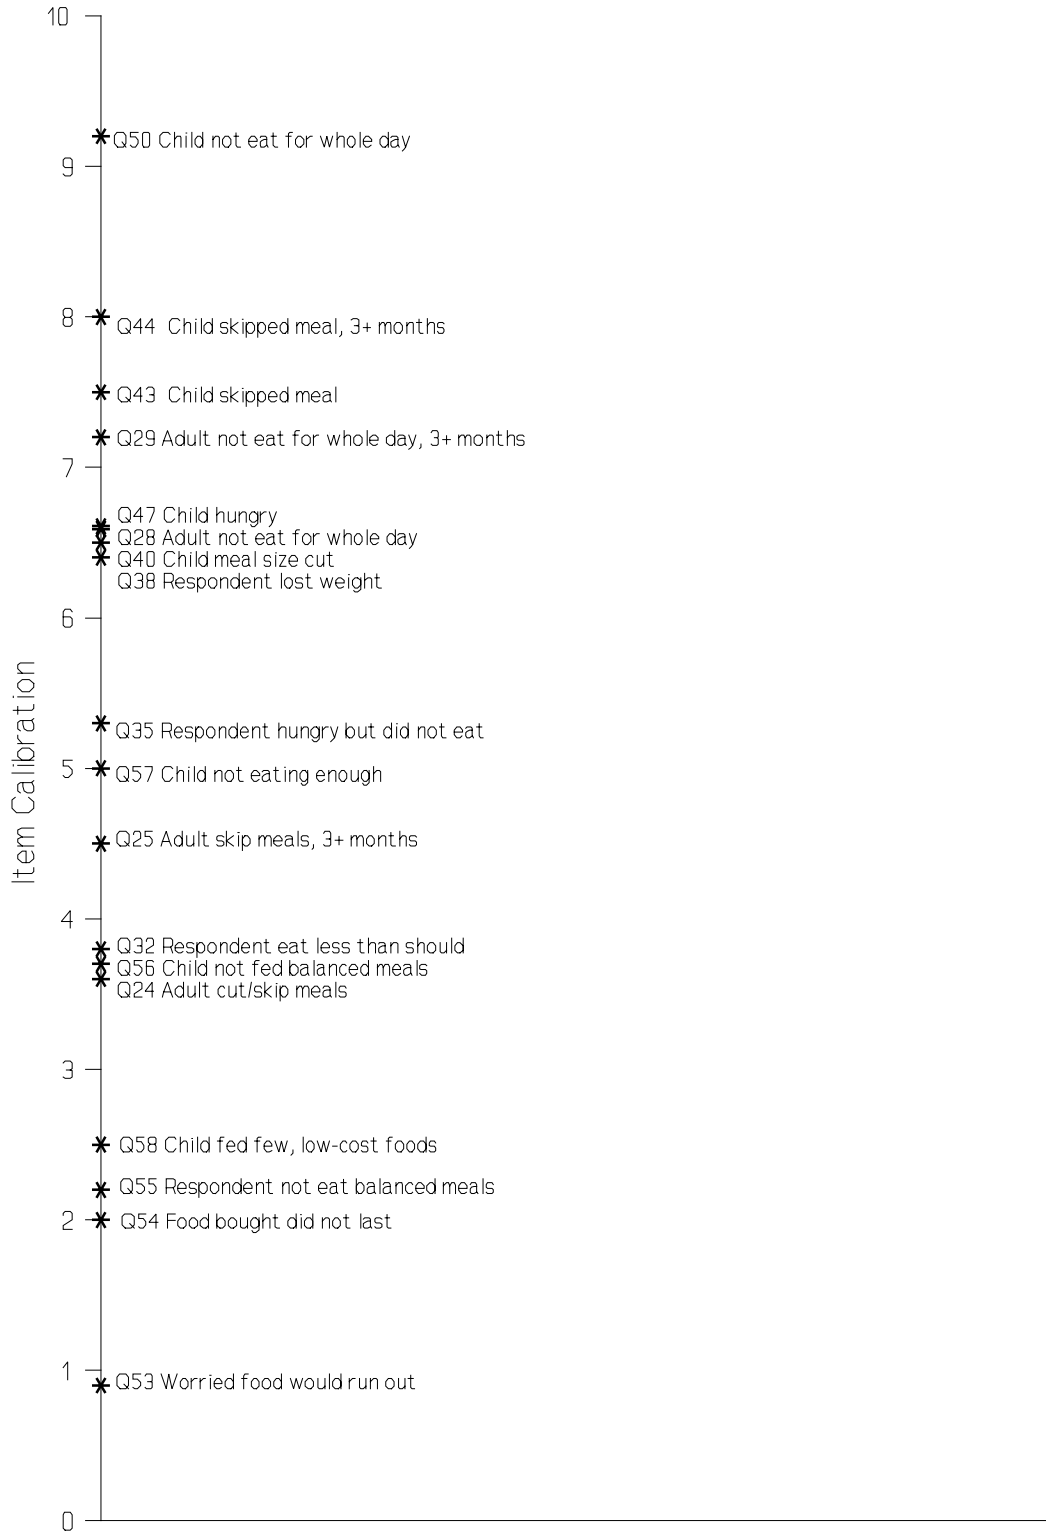 10
Q50 Child not eat for whole day
9
8
Q44 Child skipped meal, 3+ months
Q43 Child skipped meal
Q29 Adult not eat for whole day, 3+ months
7
Q47 Child hungry
Q28 Adult not eat for whole day
Q40 Child meal size cut
Q38 Respondent lost weight
6
Item Calibration
Q35 Respondent hungry but did not eat
5
Q57 Child not eating enough
Q25 Adult skip meals, 3+ months
4
Q32 Respondent eat less than should
Q56 Child not fed balanced meals
Q24 Adult cut/skip meals
3
Q58 Child fed few, low-cost foods
Q55 Respondent not eat balanced meals
2
Q54 Food bought did not last
1
Q53 Worried food would run out
0